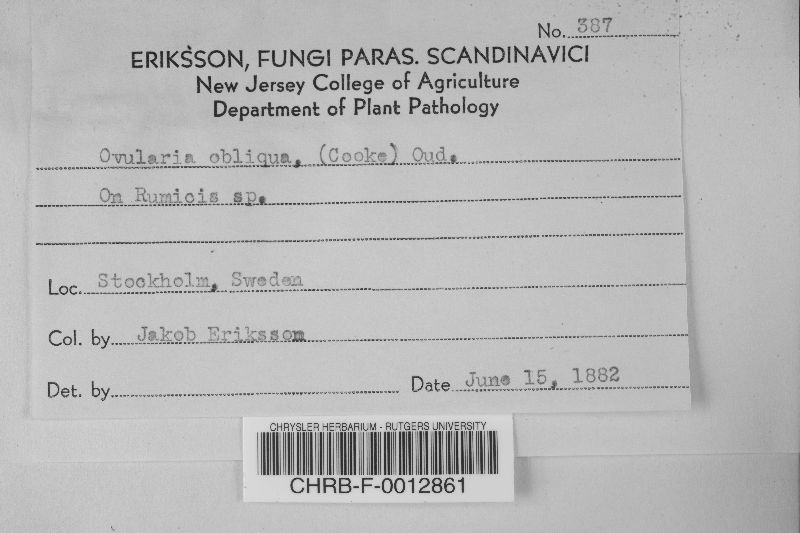 No. 387
ERIKSSON, FUNGI PARAS. SCANDINAVICI
New Jersey College of Agriculture
Department of Plant Pathology
Ovularia obliqua, (Cooke) Oud.
On Rumicis sp.
Loc. Stockholm, Sweden
Col. by Jakob Eriksson
Det. by
Date June 15, 1882
CHRYSLER HERBARIUM - RUTGERS UNIVERSITY
CHRB-F-0012861